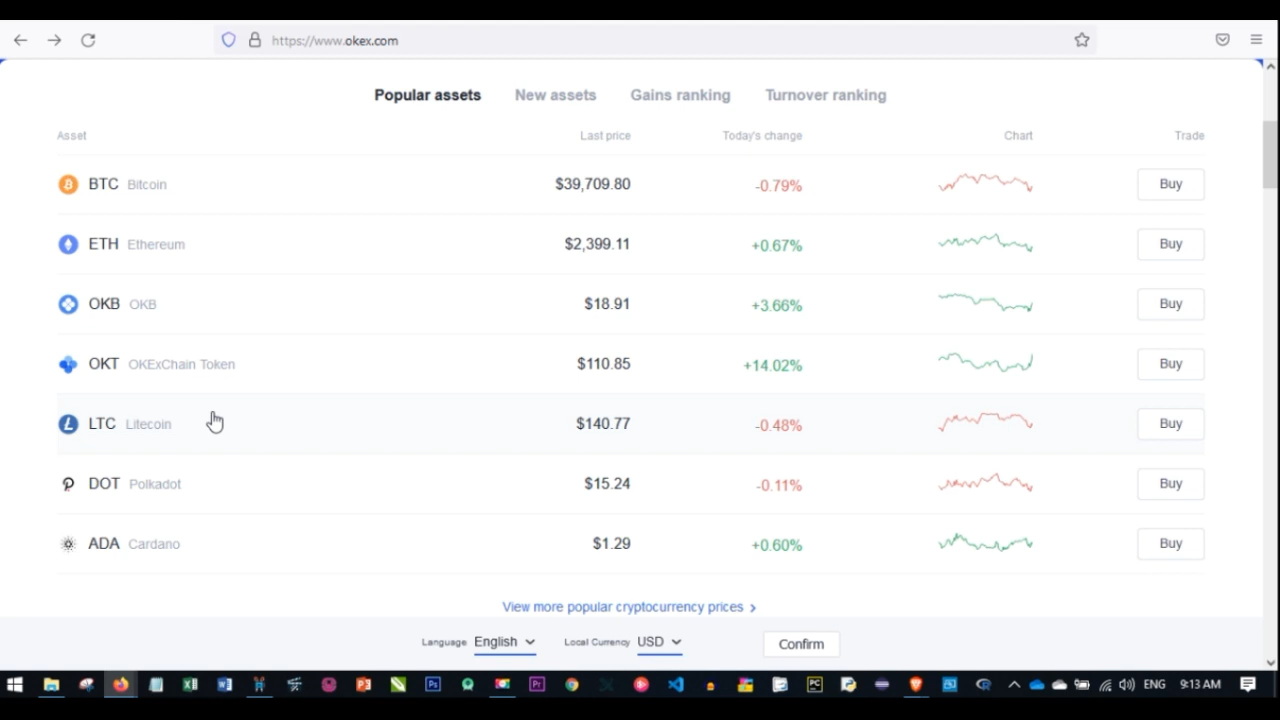 https://www.okex.com
Popular assets New assets Gains ranking Turnover ranking
Asset Last price Today's change Chart Trade
BTC Bitcoin $39,709.80 -0.79% Buy
ETH Ethereum $2,399.11 +0.67% Buy
OKB OKB $18.91 +3.66% Buy
OKT OKExChain Token $110.85 +14.02% Buy
LTC Litecoin $140.77 -0.48% Buy
DOT Polkadot $15.24 -0.11% Buy
ADA Cardano $1.29 +0.60% Buy
View more popular cryptocurrency prices
Language English Local Currency USD Confirm
ENG 9:13 AM